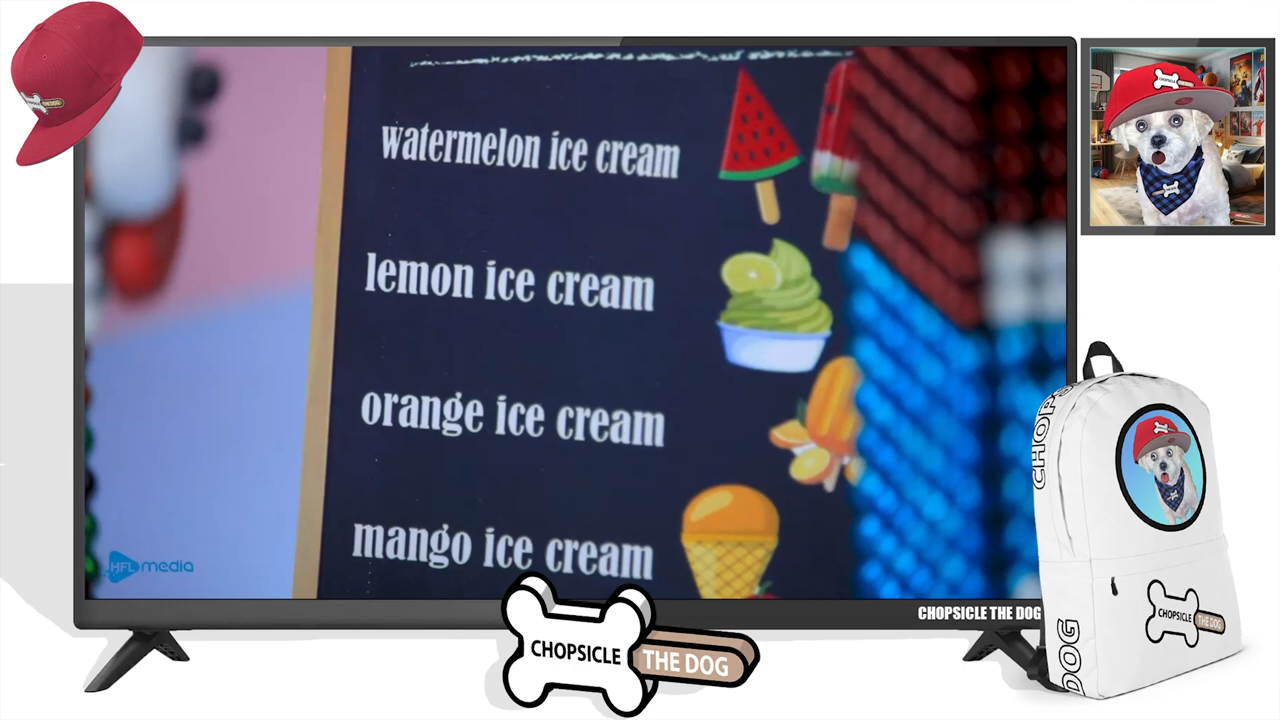 watermelon ice cream
lemon ice cream
orange ice cream
mango ice cream
HFL media
CHOPSICLE THE DOG
CHOPSICLE
THE DOG
CHOPS
DOG
CHOPSICLE
THE DOG